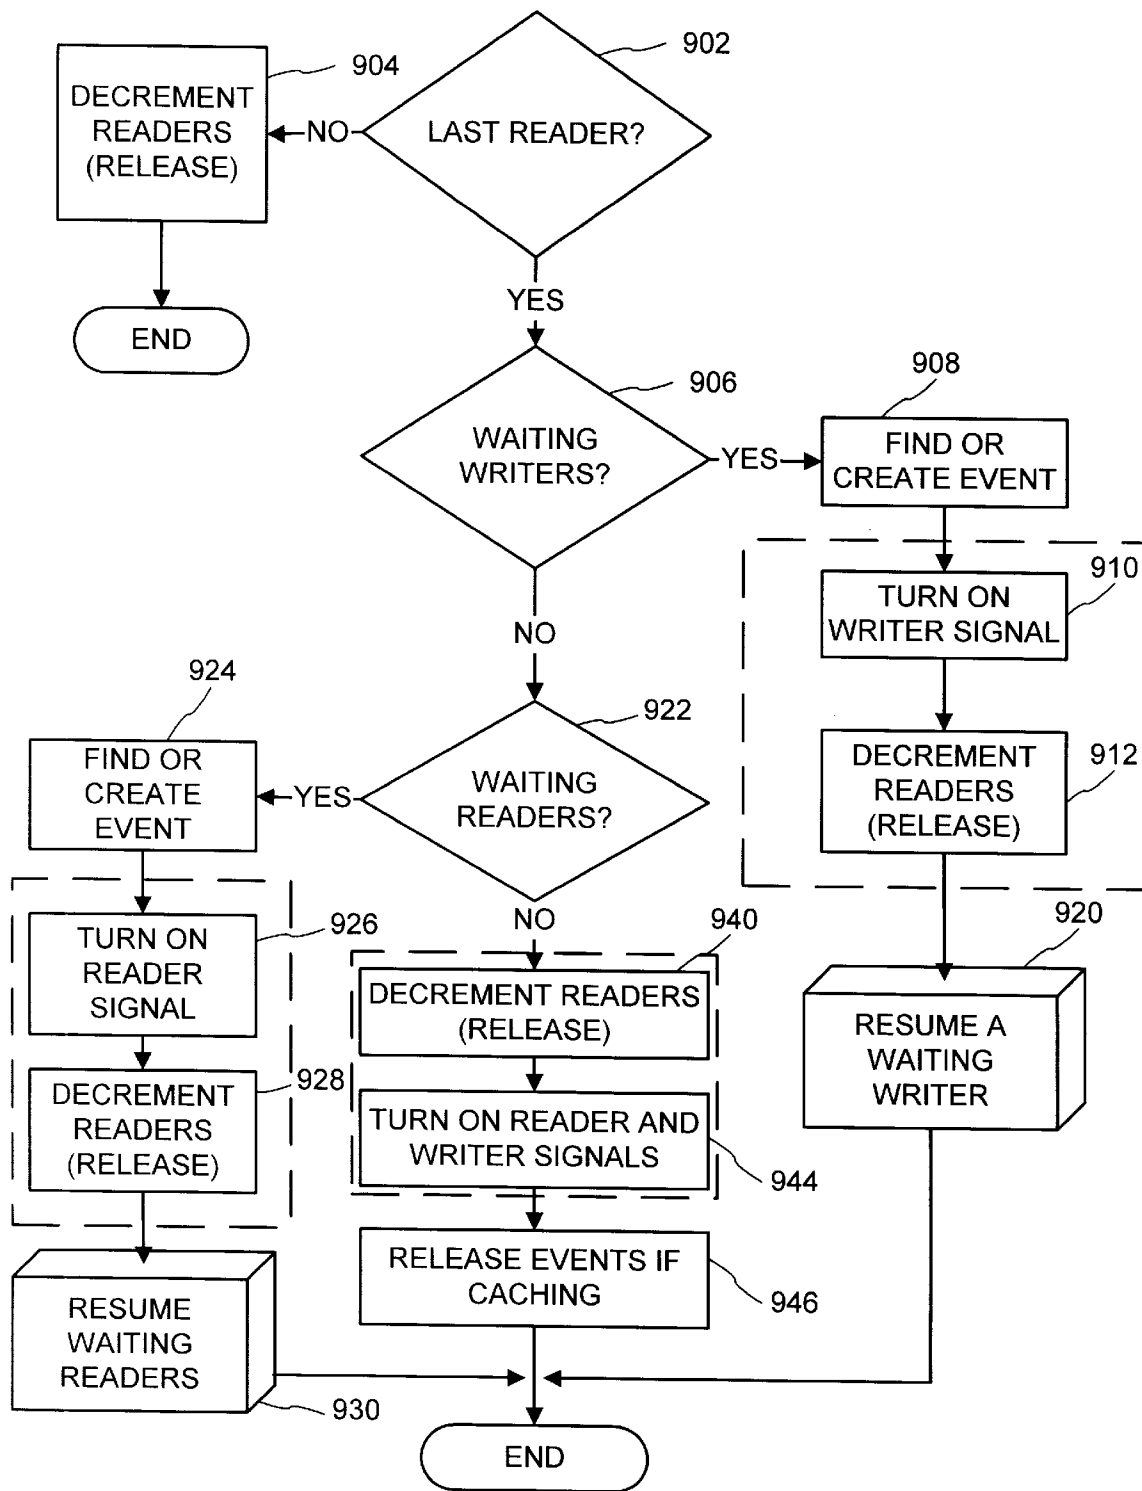 902
904
DECREMENT
READERS
(RELEASE)
NO
LAST READER?
YES
END
906
908
WAITING
WRITERS?
YES
FIND OR
CREATE EVENT
910
TURN ON
WRITER SIGNAL
NO
924
922
912
FIND OR
CREATE
EVENT
YES
WAITING
READERS?
DECREMENT
READERS
(RELEASE)
NO
926
940
920
TURN ON
READER
SIGNAL
DECREMENT READERS
(RELEASE)
RESUME A
WAITING
WRITER
928
DECREMENT
READERS
(RELEASE)
TURN ON READER AND
WRITER SIGNALS
944
RELEASE EVENTS IF
CACHING
946
RESUME
WAITING
READERS
930
END